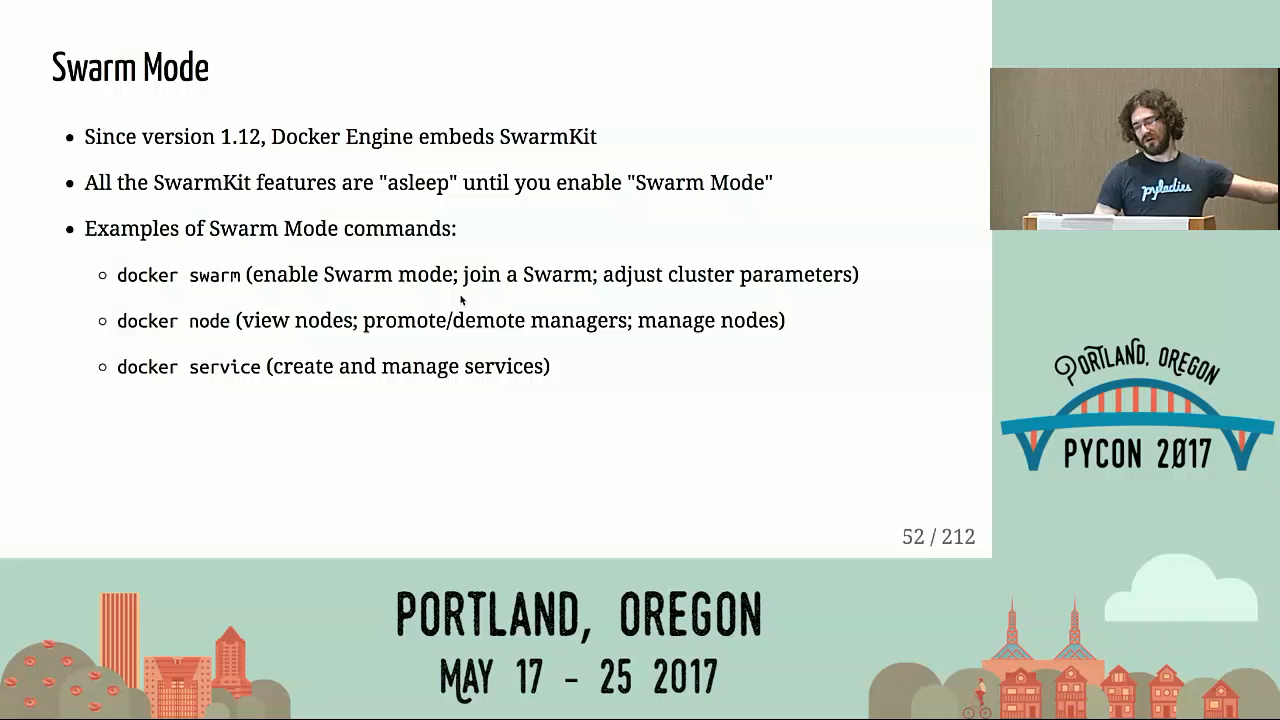 Swarm Mode
Since version 1.12, Docker Engine embeds SwarmKit
All the SwarmKit features are "asleep" until you enable "Swarm Mode"
Examples of Swarm Mode commands:
docker swarm (enable Swarm mode; join a Swarm; adjust cluster parameters)
docker node (view nodes; promote/demote managers; manage nodes)
docker service (create and manage services)
52 / 212
pyladies
PORTLAND, OREGON
PYCON 2017
PORTLAND, OREGON
MAY 17 - 25 2017